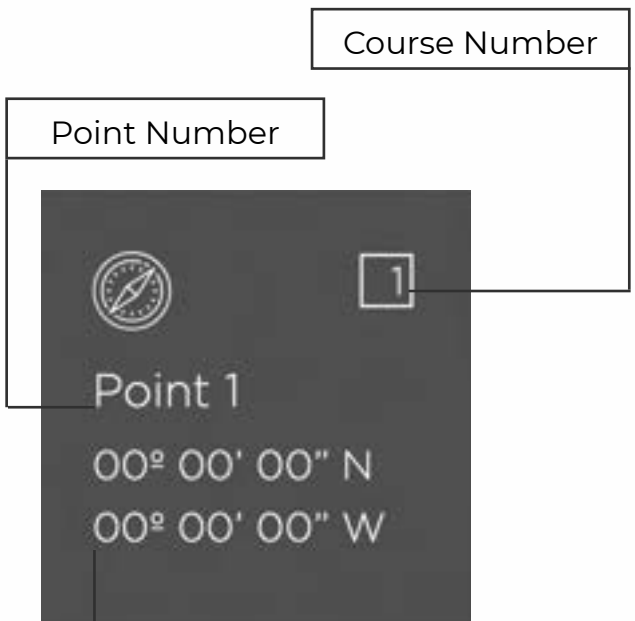 Course Number
Point Number
1
Point 1
00º 00' 00" N
00º 00' 00" W